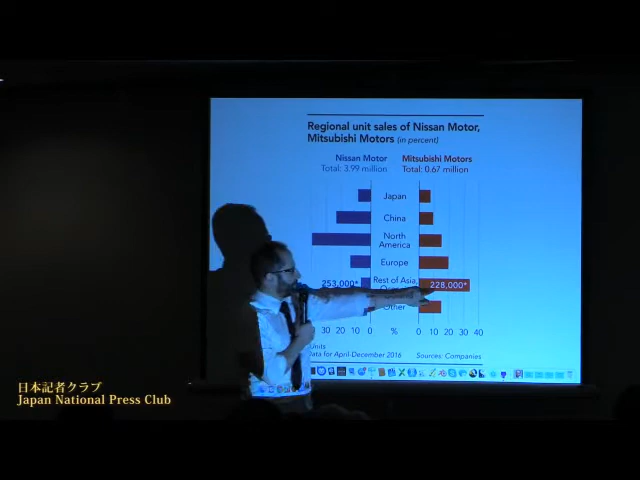 Regional unit sales of Nissan Motor,
Mitsubishi Motors (in percent)
Nissan Motor
Total: 3.99 million
Mitsubishi Motors
Total: 0.67 million
Japan
China
North
America
Europe
253,000*
Rest of Asia,
228,000*
Other
30 20 10 0 % 0 10 20 30 40
Units
Data for April-December 2016 Sources: Companies
日本記者クラブ
Japan National Press Club